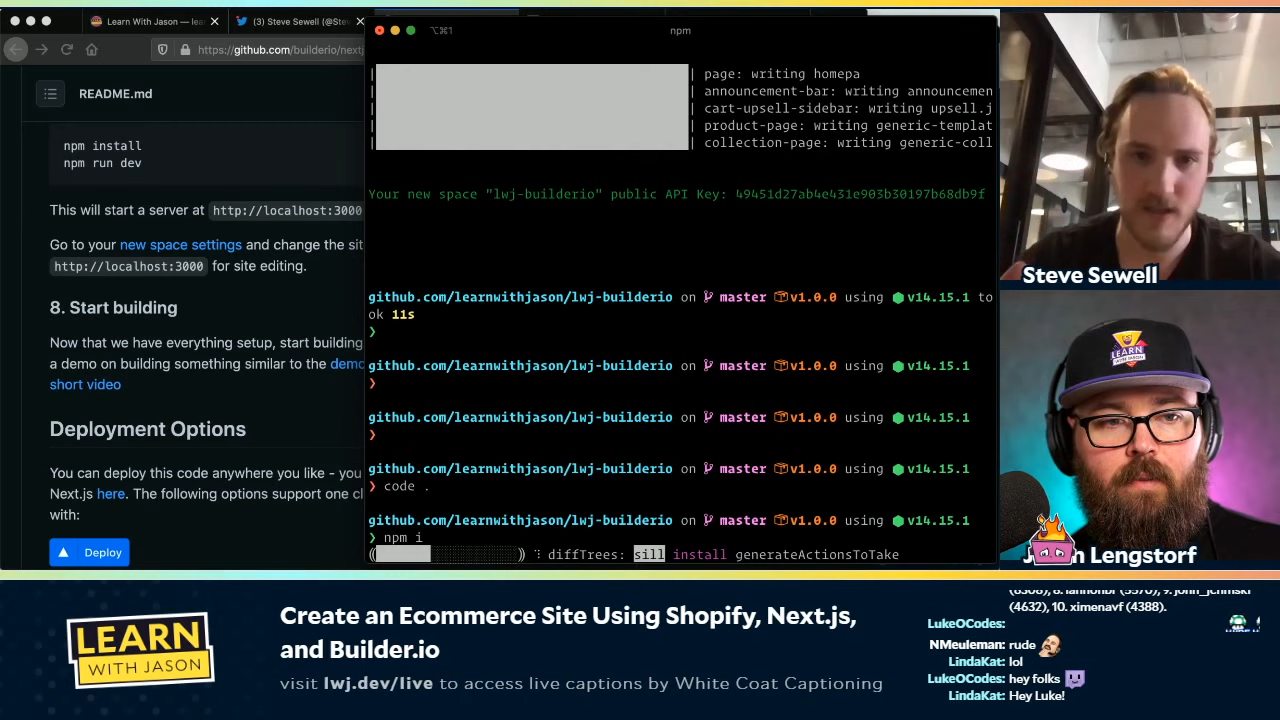 Learn With Jason — lear
(3) Steve Sewell (@Ste
https://github.com/builderio/nextj
README.md
npm install
npm run dev
This will start a server at http://localhost:3000
Go to your new space settings and change the sit
http://localhost:3000 for site editing.
8. Start building
Now that we have everything setup, start building
a demo on building something similar to the demo
short video
Deployment Options
You can deploy this code anywhere you like - you
Next.js here. The following options support one cl
with:
Deploy
⌥⌘1
npm
| | page: writing homepa
| | announcement-bar: writing announcemen
| | cart-upsell-sidebar: writing upsell.j
| | product-page: writing generic-templat
| | collection-page: writing generic-coll
Your new space "lwj-builderio" public API Key: 49451d27ab4e431e903b30197b68db9f
github.com/learnwithjason/lwj-builderio on master v1.0.0 using v14.15.1 to
ok 11s
❯
github.com/learnwithjason/lwj-builderio on master v1.0.0 using v14.15.1
❯
github.com/learnwithjason/lwj-builderio on master v1.0.0 using v14.15.1
❯
github.com/learnwithjason/lwj-builderio on master v1.0.0 using v14.15.1
❯ code .
github.com/learnwithjason/lwj-builderio on master v1.0.0 using v14.15.1
❯ npm i
diffTrees: sill install generateActionsToTake
Steve Sewell
LEARN
Lengstorf
LEARN
WITH JASON
Create an Ecommerce Site Using Shopify, Next.js,
and Builder.io
visit lwj.dev/live to access live captions by White Coat Captioning
(4632), 10. ximenavf (4388).
LukeOCodes:
NMeuleman: rude
LindaKat: lol
LukeOCodes: hey folks
LindaKat: Hey Luke!